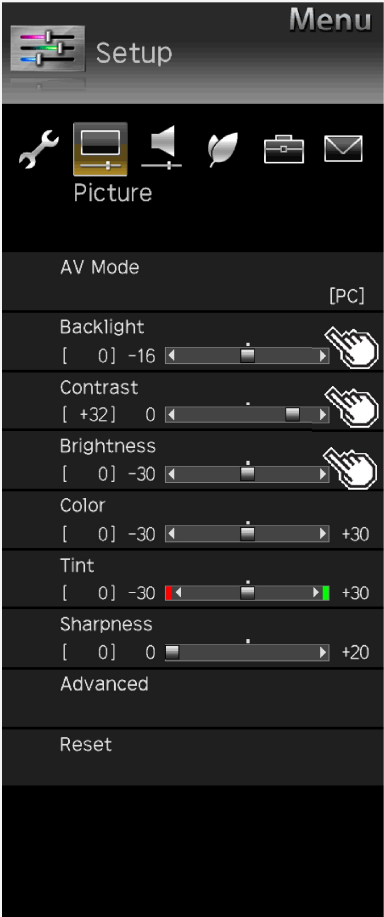 Menu
Setup
Picture
AV Mode
[PC]
Backlight
[ 0] -16
Contrast
[ +32] 0
Brightness
[ 0] -30
Color
[ 0] -30 +30
Tint
[ 0] -30 +30
Sharpness
[ 0] 0 +20
Advanced
Reset